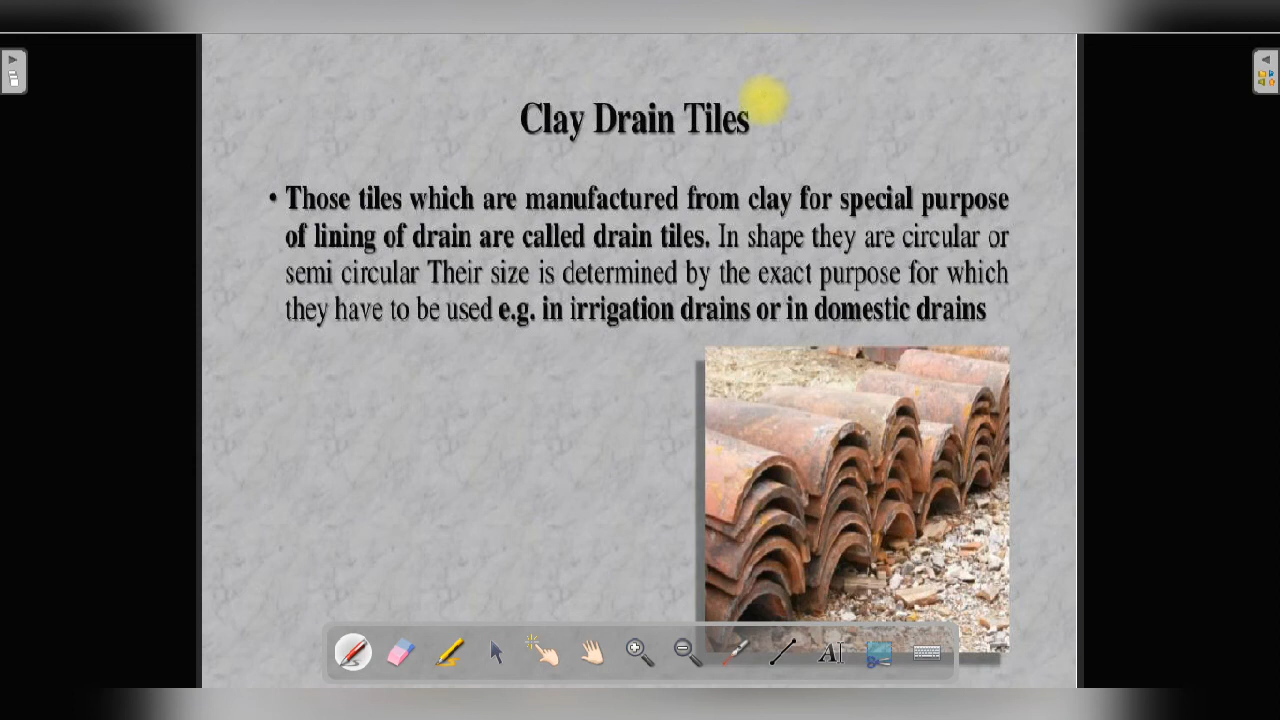 Clay Drain Tiles
• Those tiles which are manufactured from clay for special purpose
of lining of drain are called drain tiles. In shape they are circular or
semi circular Their size is determined by the exact purpose for which
they have to be used e.g. in irrigation drains or in domestic drains